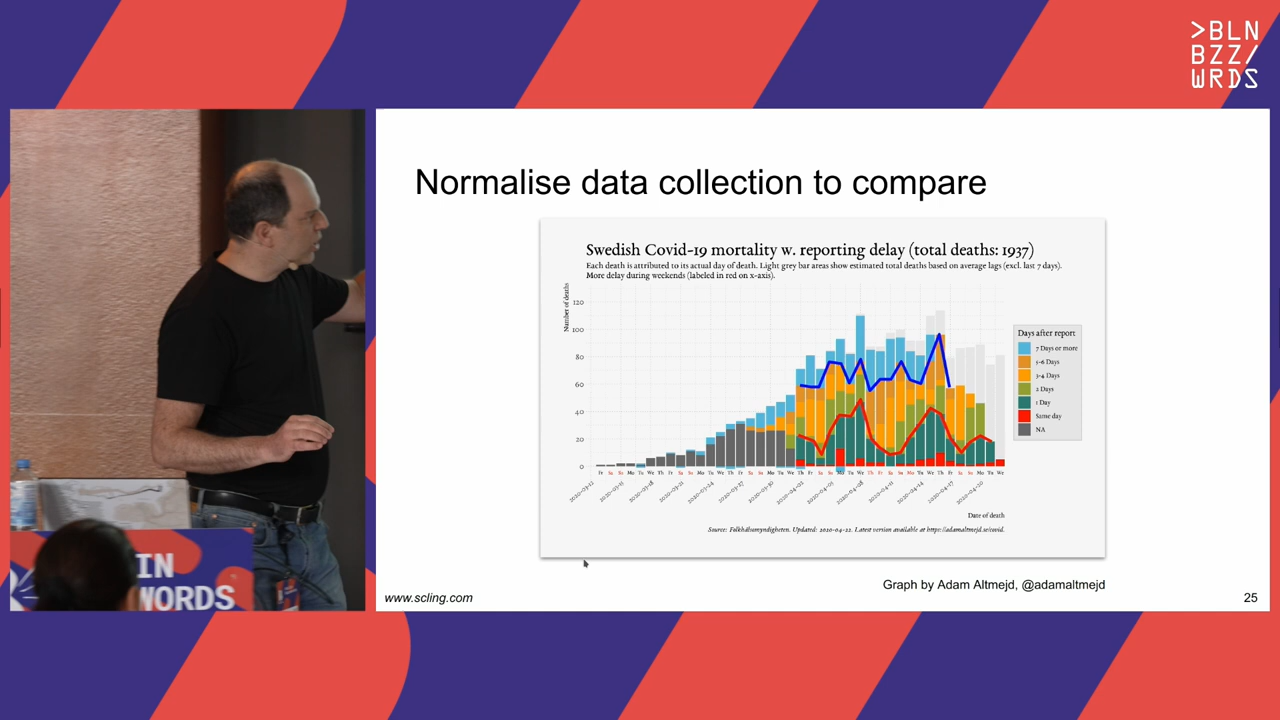 >BLN
BZZ/
WRDS
Normalise data collection to compare
Swedish Covid-19 mortality w. reporting delay (total deaths: 1937)
Each death is attributed to its actual day of death. Light grey bar areas show estimated total deaths based on average lags (excl. last 7 days).
More delay during weekends (labeled in red on x-axis).
Number of deaths
120
100
80
60
40
20
0
Days after report
7 Days or more
5-6 Days
3-4 Days
2 Days
1 Day
Same day
NA
Date of death
Source: Folkhälsomyndigheten. Updated: 2020-04-22. Latest version available at https://adamaltmejd.se/covid.
Graph by Adam Altmejd, @adamaltmejd
www.scling.com
25
IN
WORDS